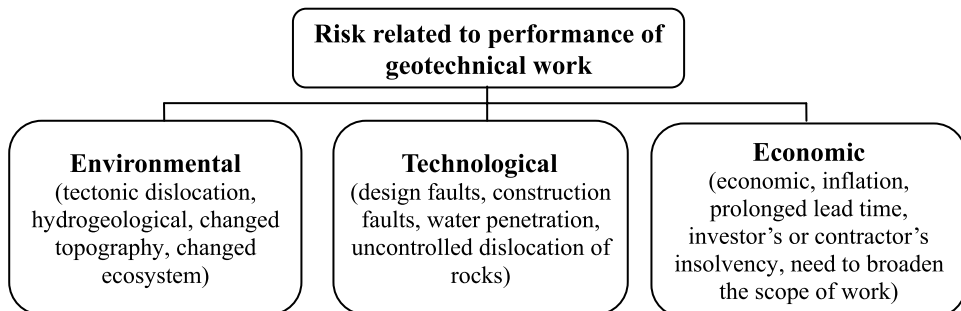 Risk related to performance of
geotechnical work
Environmental
(tectonic dislocation,
hydrogeological, changed
topography, changed
ecosystem)
Technological
(design faults, construction
faults, water penetration,
uncontrolled dislocation of
rocks)
Economic
(economic, inflation,
prolonged lead time,
investor’s or contractor’s
insolvency, need to broaden
the scope of work)